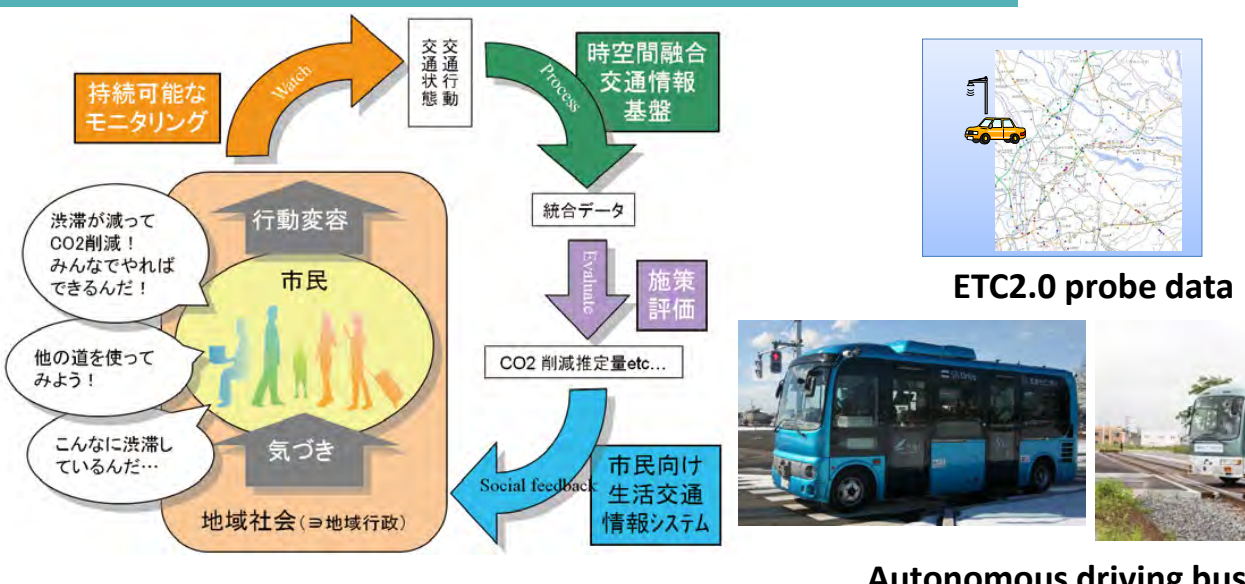 持続可能な
モニタリング
Watch
交通行動
交通状態
Process
時空間融合
交通情報
基盤
統合データ
Evaluate
施策
評価
CO2 削減推定量etc…
Social feedback
市民向け
生活交通
情報システム
渋滞が減って
CO2削減！
みんなでやれば
できるんだ！
他の道を使って
みよう！
こんなに渋滞し
ているんだ…
行動変容
市民
気づき
地域社会(∋地域行政)
ETC2.0 probe data
Autonomous driving bus